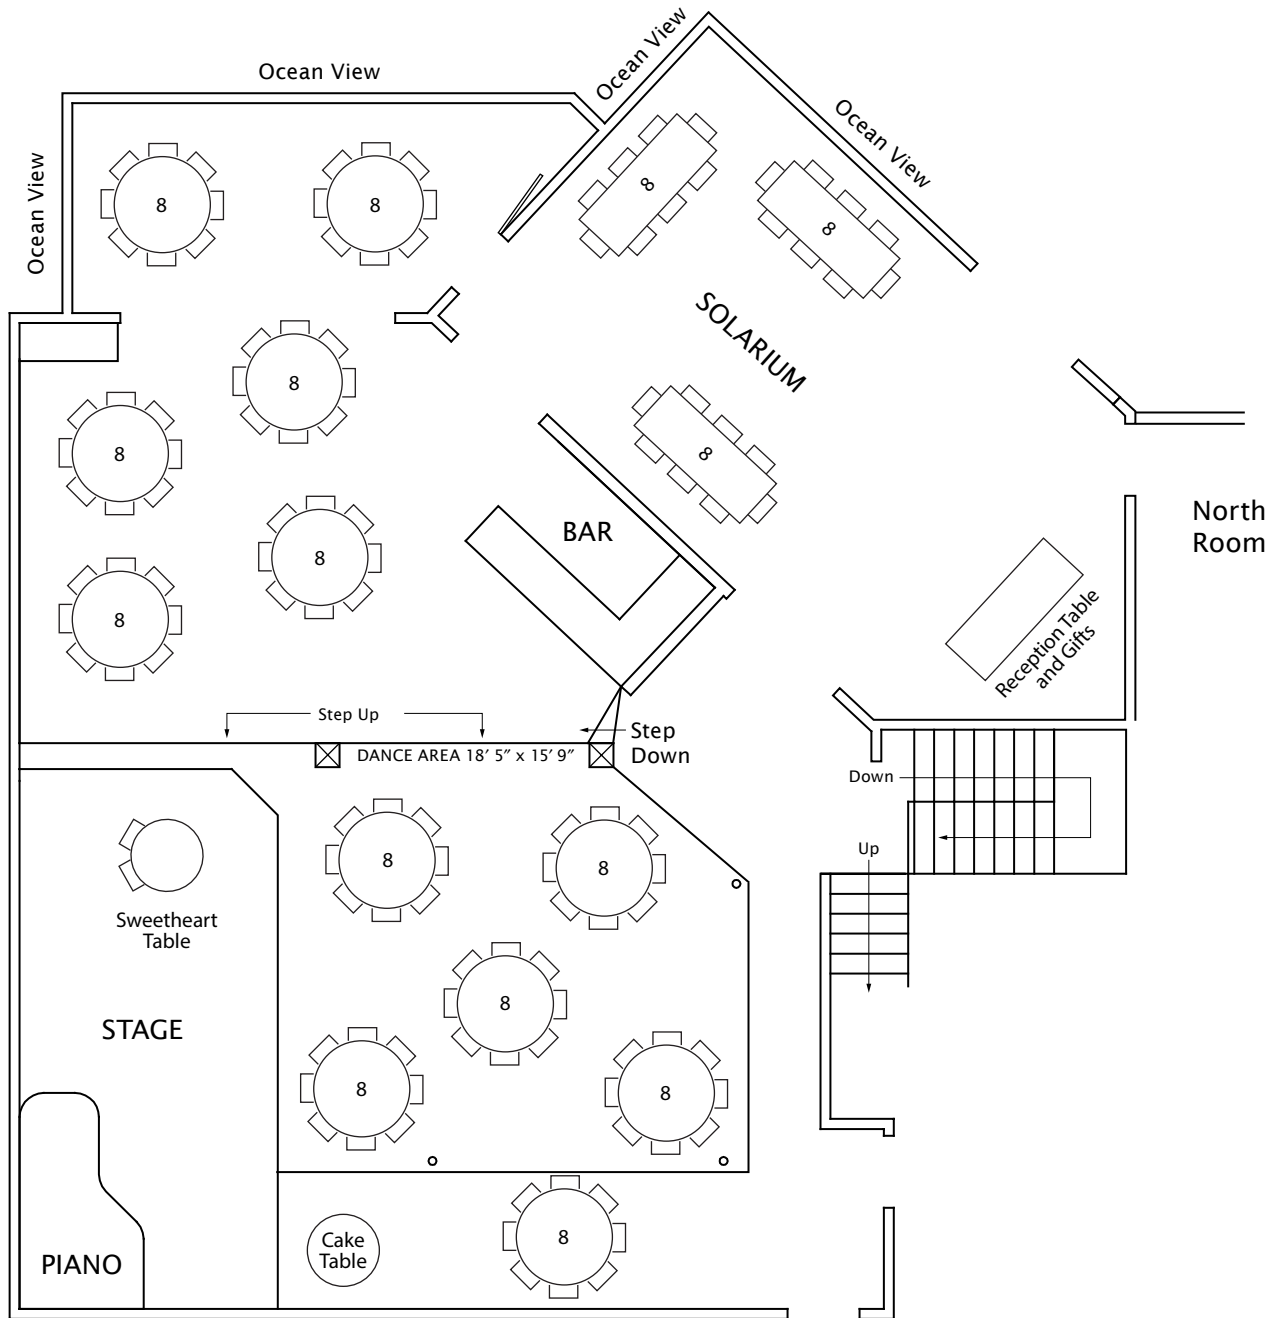 Ocean View
Ocean View
Ocean View
Ocean View
8
8
8
8
SOLARIUM
8
8
8
8
8
8
BAR
North
Room
Reception Table
and Gifts
Step Up
Step
Down
DANCE AREA 18′ 5″ x 15′ 9″
Down
Up
8
8
Sweetheart
Table
8
STAGE
8
8
8
Cake
Table
PIANO